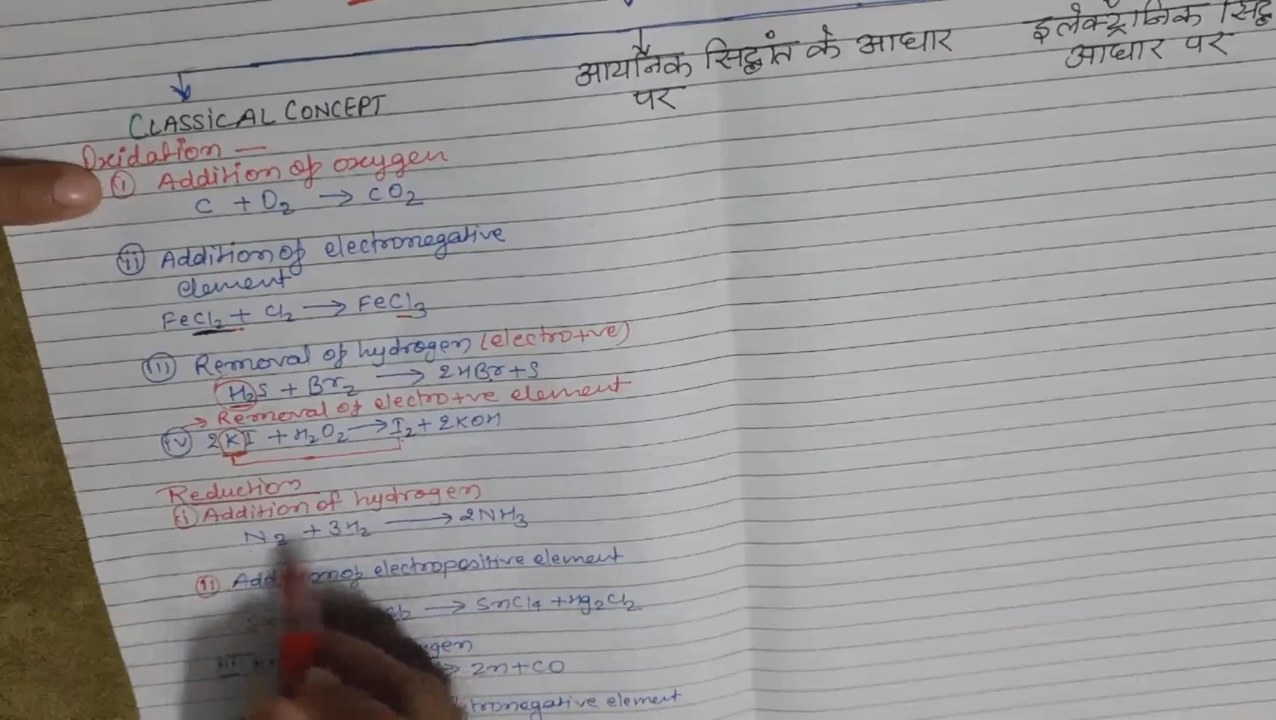 आयनिक सिद्धांत के आधार
पर
इलेक्ट्रॉनिक
आधार पर
CLASSICAL CONCEPT
Oxidation —
(i) Addition of oxygen
C + O2 → CO2
(ii) Addition of electronegative
element
FeCl2 + Cl2 → FeCl3
(iii) Removal of hydrogen (electro+ve)
H2S + Br2 → 2HBr + S
→ Removal of electro+ve element
(iv) 2KI + H2O2 → I2 + 2KOH
Reduction
(i) Addition of hydrogen
N2 + 3H2 → 2NH3
(ii) Addition of electropositive element
→ SnCl4 + Hg2Cl2
Zn + CO
element